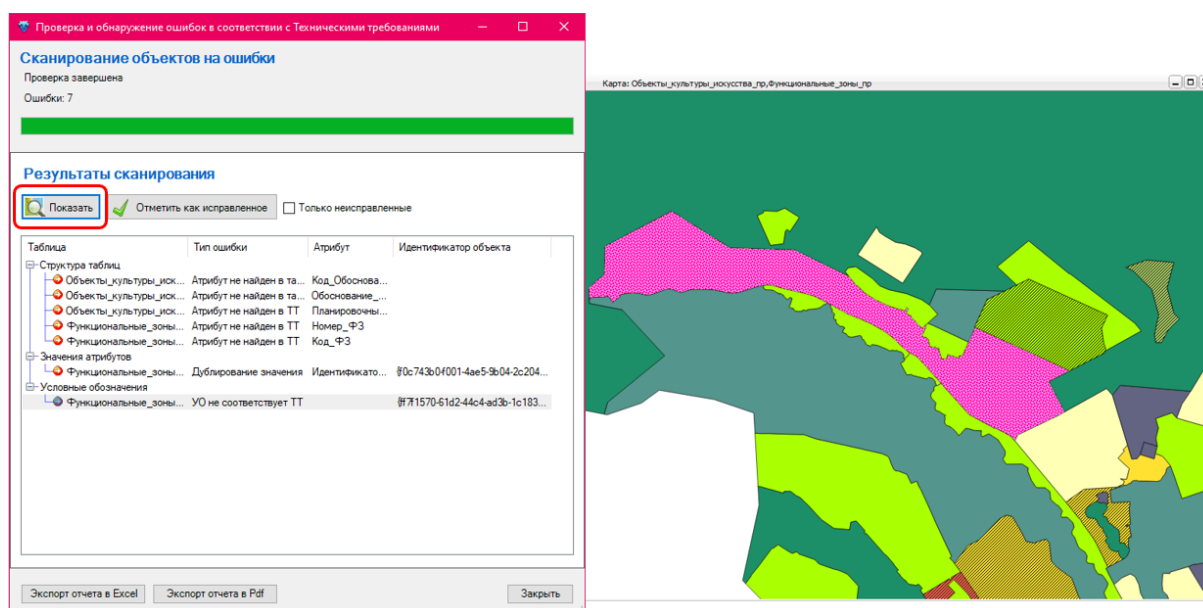 Проверка и обнаружение ошибок в соответствии с Техническими требованиями
Сканирование объектов на ошибки
Проверка завершена
Ошибки: 7
Результаты сканирования
Показать Отметить как исправленное Только неисправленные
Таблица Тип ошибки Атрибут Идентификатор объекта
Структура таблиц
Объекты_культуры_иск... Атрибут не найден в та... Код_Обоснова...
Объекты_культуры_иск... Атрибут не найден в та... Обоснование_...
Объекты_культуры_иск... Атрибут не найден в ТТ Планировочны...
Функциональные_зоны... Атрибут не найден в ТТ Номер_ФЗ
Функциональные_зоны... Атрибут не найден в ТТ Код_ФЗ
Значения атрибутов
Функциональные_зоны... Дублирование значения Идентификато... {f0c743b0-f001-4ae5-9b04-2c204...
Условные обозначения
Функциональные_зоны... УО не соответствует ТТ {ff7f1570-61d2-44c4-ad3b-1c183...
Экспорт отчета в Excel Экспорт отчета в Pdf Закрыть
Карта: Объекты_культуры_искусства_пр,Функциональные_зоны_пр